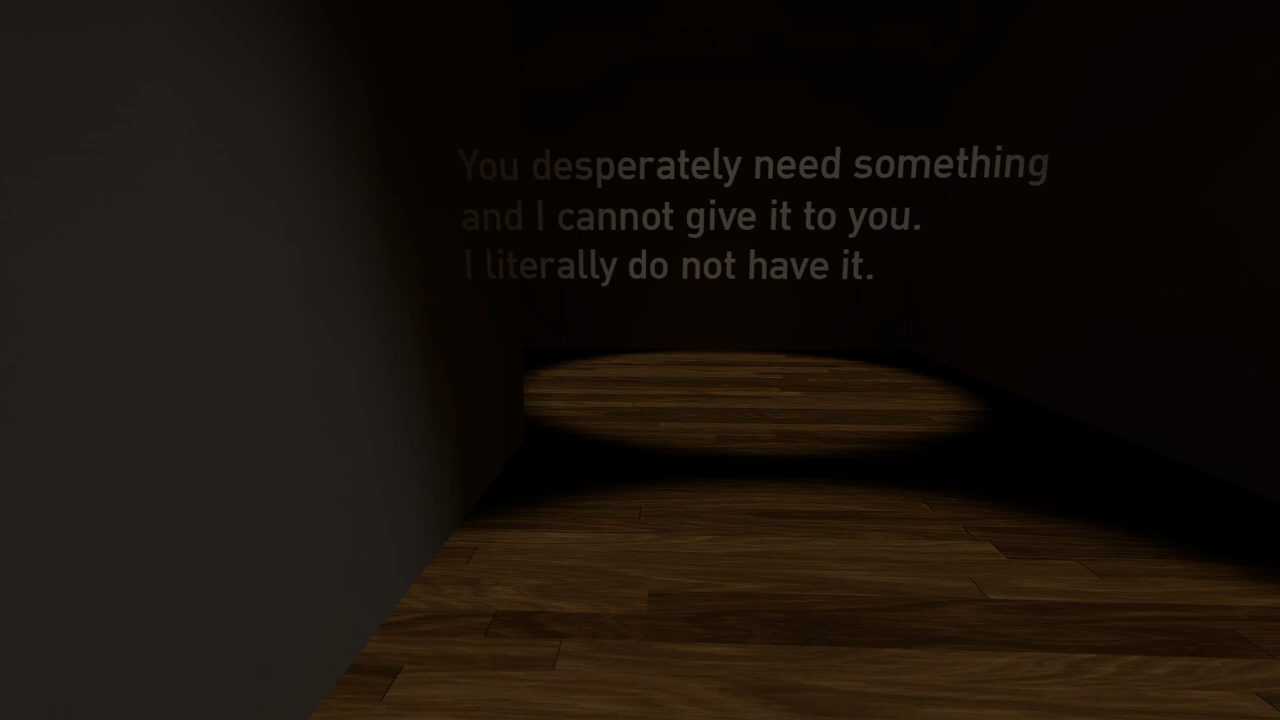 You desperately need something
and I cannot give it to you.
I literally do not have it.